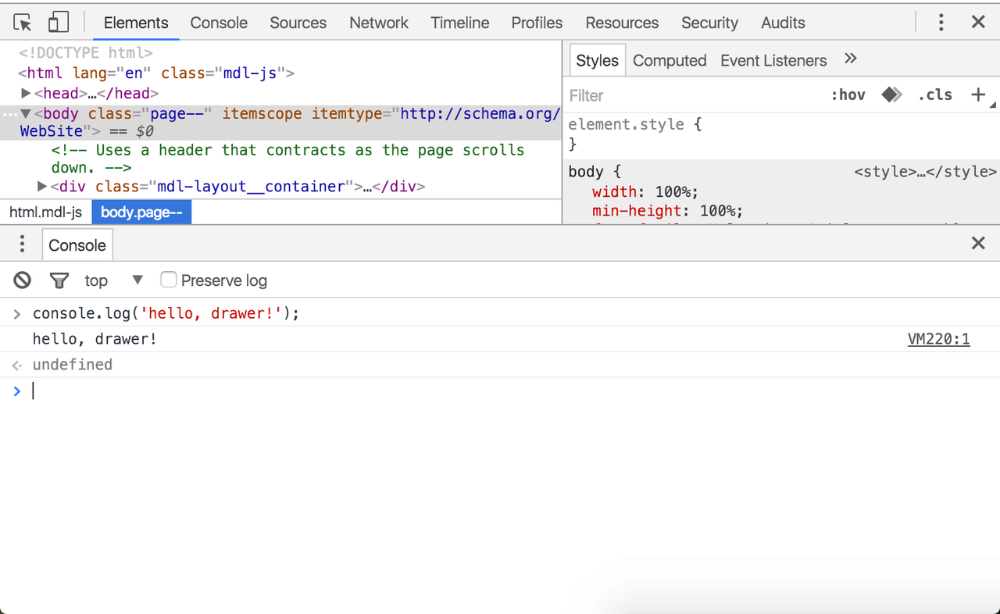 Elements Console Sources Network Timeline Profiles Resources Security Audits
<!DOCTYPE html>
<html lang="en" class="mdl-js">
<head>…</head>
<body class="page--" itemscope itemtype="http://schema.org/
WebSite"> == $0
<!-- Uses a header that contracts as the page scrolls
down. -->
<div class="mdl-layout__container">…</div>
html.mdl-js body.page--
Styles Computed Event Listeners »
Filter :hov .cls +
element.style {
}
body { <style>…</style>
width: 100%;
min-height: 100%;
Console
top Preserve log
> console.log('hello, drawer!');
hello, drawer! VM220:1
undefined
>